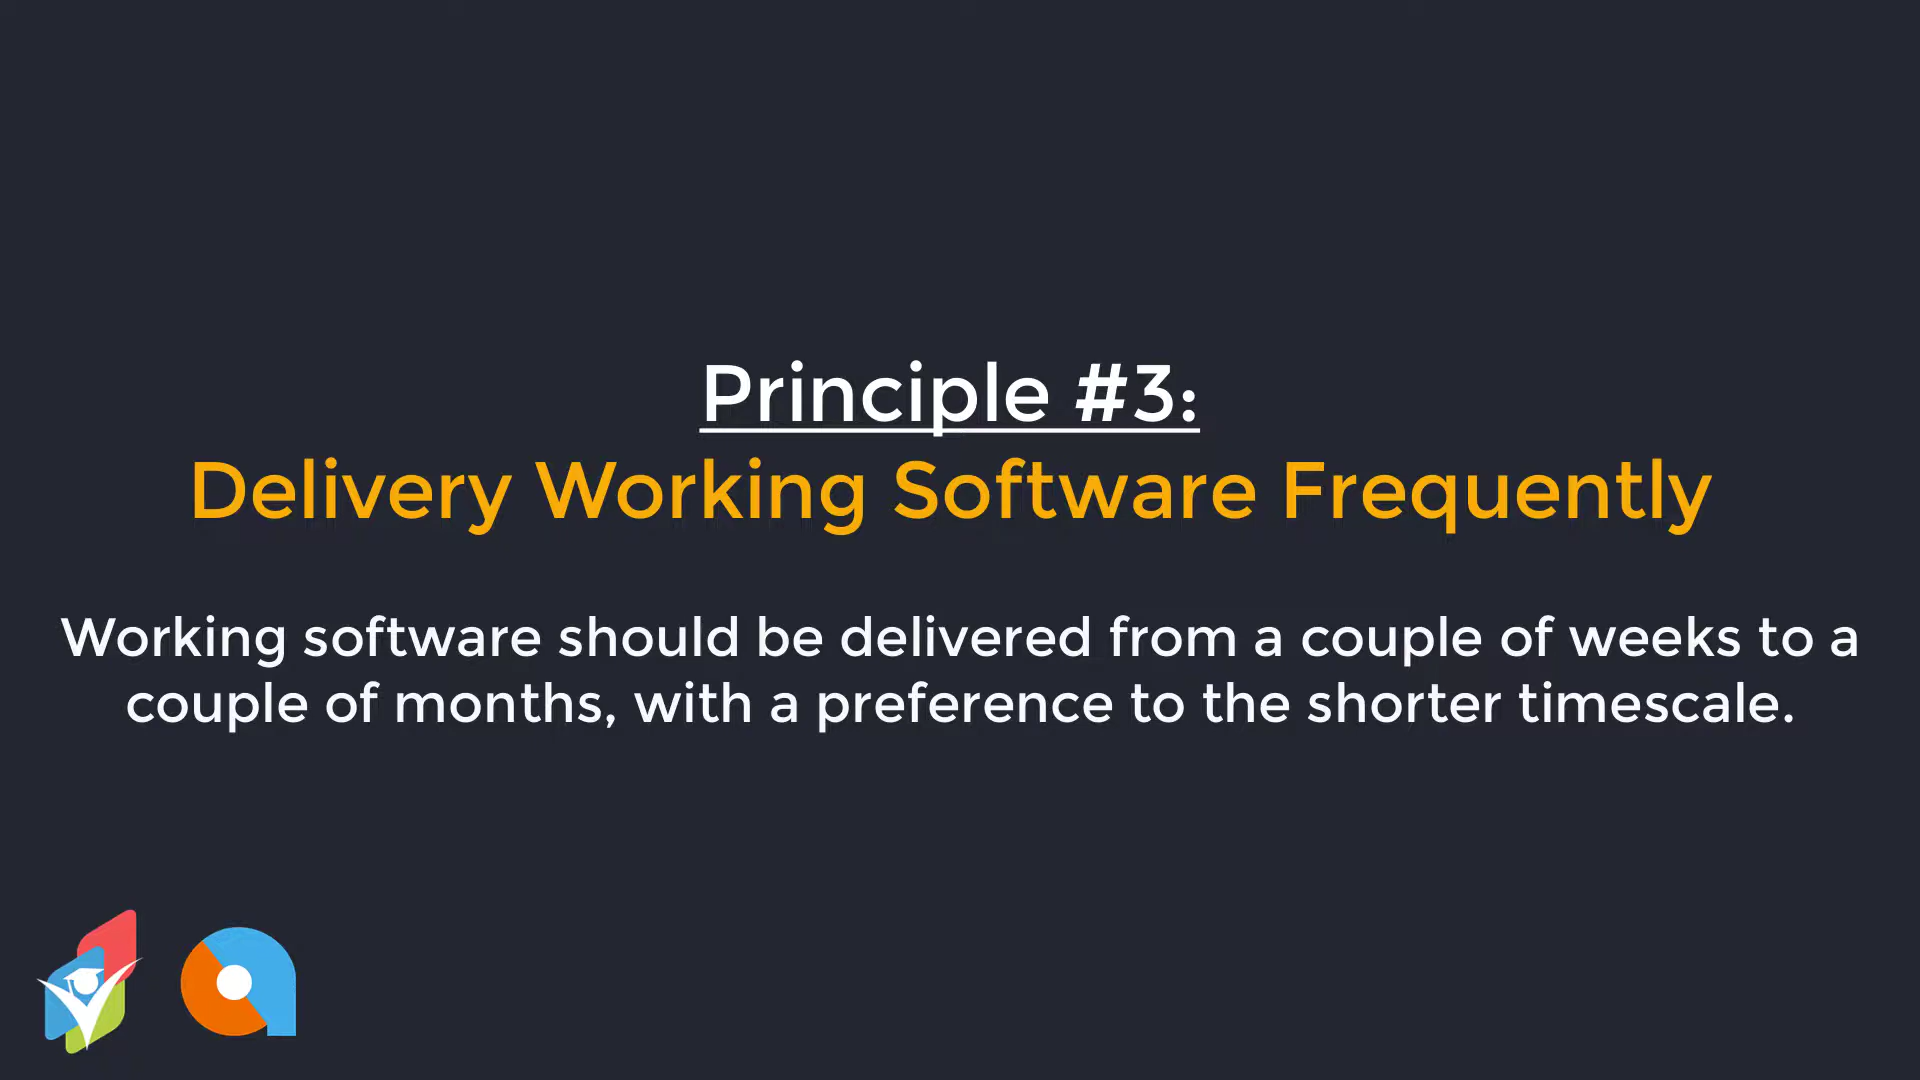 Principle #3:
Delivery Working Software Frequently
Working software should be delivered from a couple of weeks to a
couple of months, with a preference to the shorter timescale.